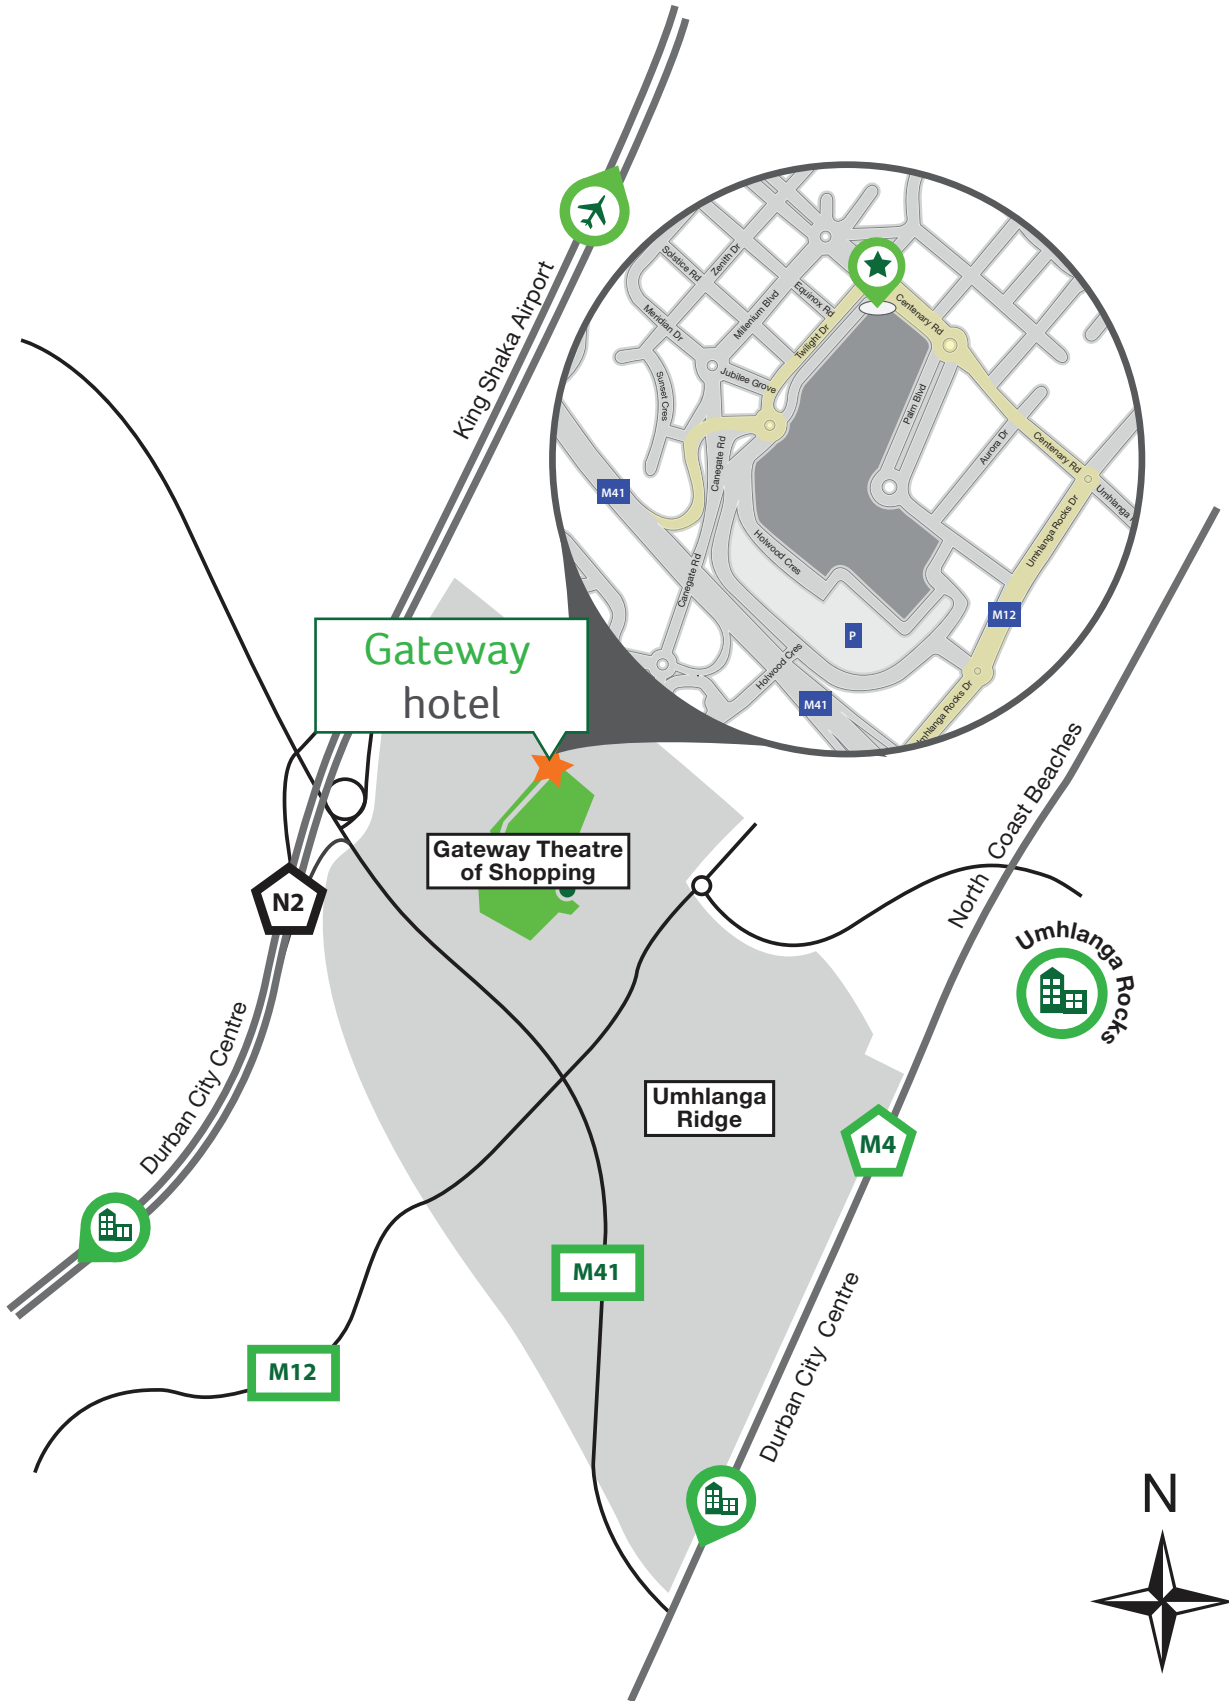 King Shaka Airport
Solstice Rd
Zenith Dr
Meridian Dr
Millenium Blvd
Equinox Rd
Twilight Dr
Centenary Rd
Sunset Cres
Jubilee Grove
Palm Blvd
Canegate Rd
Aurora Dr
Centenary Rd
M41
Umhlanga Rocks Dr
Holwood Cres
Canegate Rd
M12
P
Holwood Cres
M41
Umhlanga Rocks Dr
Gateway
hotel
Gateway Theatre
of Shopping
N2
North Coast Beaches
Umhlanga Rocks
Durban City Centre
Umhlanga
Ridge
M4
M41
M12
Durban City Centre
N